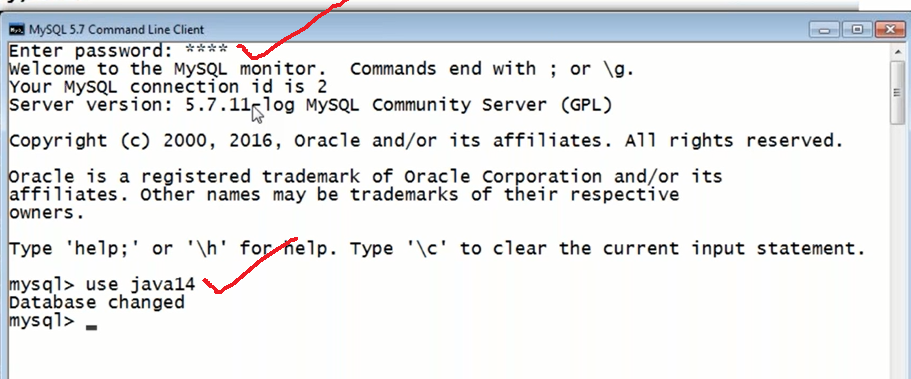 MySQL 5.7 Command Line Client
Enter password: ****
Welcome to the MySQL monitor.  Commands end with ; or \g.
Your MySQL connection id is 2
Server version: 5.7.11-log MySQL Community Server (GPL)
Copyright (c) 2000, 2016, Oracle and/or its affiliates. All rights reserved.
Oracle is a registered trademark of Oracle Corporation and/or its
affiliates. Other names may be trademarks of their respective
owners.
Type 'help;' or '\h' for help. Type '\c' to clear the current input statement.
mysql> use java14
Database changed
mysql> _